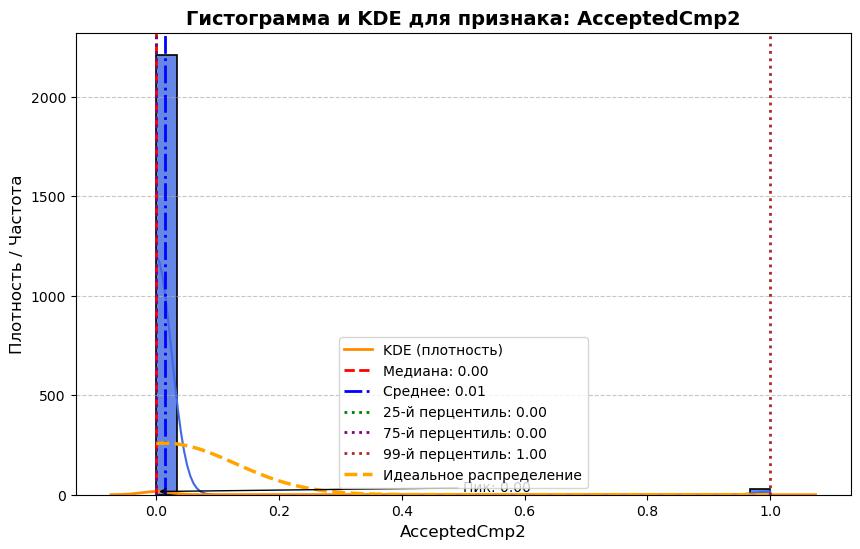 Гистограмма и KDE для признака: AcceptedCmp2
Плотность / Частота
2000
1500
1000
500
0
KDE (плотность)
Медиана: 0.00
Среднее: 0.01
25-й перцентиль: 0.00
75-й перцентиль: 0.00
99-й перцентиль: 1.00
Идеальное распределение
Пик: 0.00
0.0 0.2 0.4 0.6 0.8 1.0
AcceptedCmp2